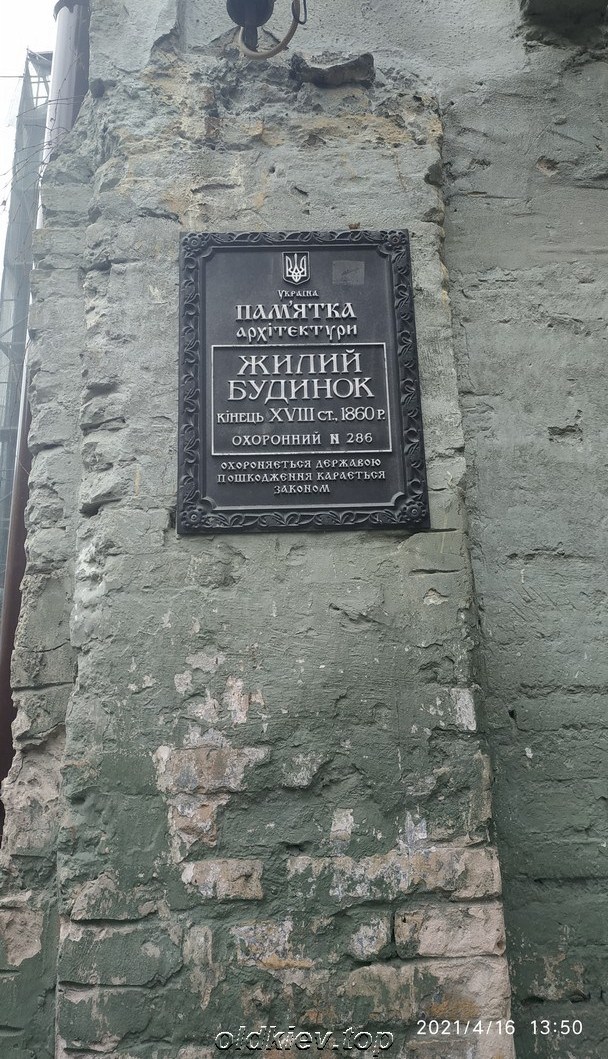 УКРАЇНА
ПАМ'ЯТКА
АРХІТЕКТУРИ
ЖИЛИЙ
БУДИНОК
КІНЕЦЬ XVIII СТ., 1860 Р.
ОХОРОННИЙ N 286
ОХОРОНЯЄТЬСЯ ДЕРЖАВОЮ
ПОШКОДЖЕННЯ КАРАЄТЬСЯ
ЗАКОНОМ
2021/4/16 13:50
oldkiev.top